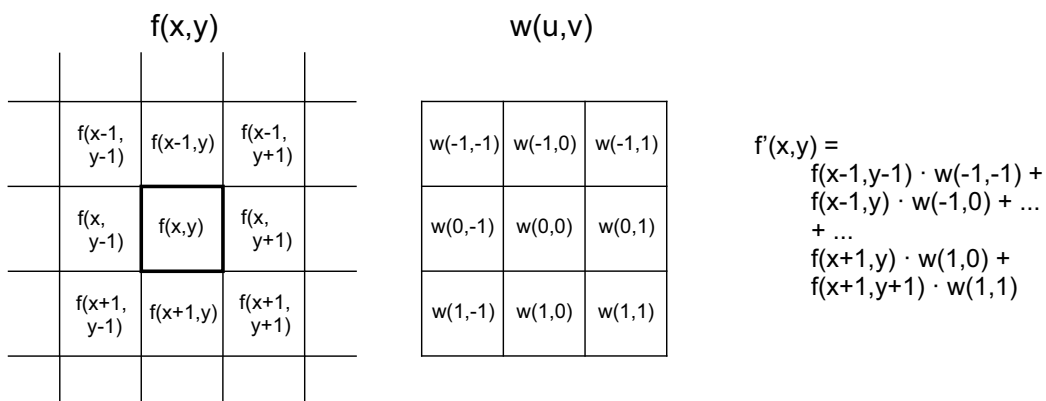 f(x,y)
w(u,v)
f(x-1,
y-1)
f(x-1,y)
f(x-1,
y+1)
f(x,
y-1)
f(x,y)
f(x,
y+1)
f(x+1,
y-1)
f(x+1,y)
f(x+1,
y+1)
w(-1,-1) w(-1,0) w(-1,1)
w(0,-1) w(0,0) w(0,1)
w(1,-1) w(1,0) w(1,1)
f’(x,y) =
f(x-1,y-1) · w(-1,-1) +
f(x-1,y) · w(-1,0) + ...
+ ...
f(x+1,y) · w(1,0) +
f(x+1,y+1) · w(1,1)